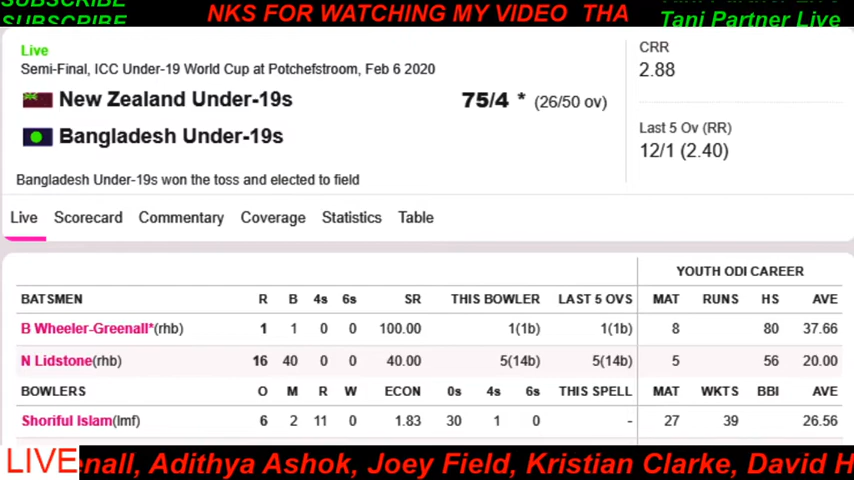 SUBSCRIBE
SUBSCRIBE
NKS FOR WATCHING MY VIDEO THA
Tani Partner Live
Live
Semi-Final, ICC Under-19 World Cup at Potchefstroom, Feb 6 2020
New Zealand Under-19s 75/4 * (26/50 ov)
Bangladesh Under-19s
Bangladesh Under-19s won the toss and elected to field
CRR
2.88
Last 5 Ov (RR)
12/1 (2.40)
Live Scorecard Commentary Coverage Statistics Table
YOUTH ODI CAREER
BATSMEN R B 4s 6s SR THIS BOWLER LAST 5 OVS MAT RUNS HS AVE
B Wheeler-Greenall*(rhb) 1 1 0 0 100.00 1(1b) 1(1b) 8 80 37.66
N Lidstone(rhb) 16 40 0 0 40.00 5(14b) 5(14b) 5 56 20.00
BOWLERS O M R W ECON 0s 4s 6s THIS SPELL MAT WKTS BBI AVE
Shoriful Islam(lmf) 6 2 11 0 1.83 30 1 0 - 27 39 26.56
LIVE enall, Adithya Ashok, Joey Field, Kristian Clarke, David H